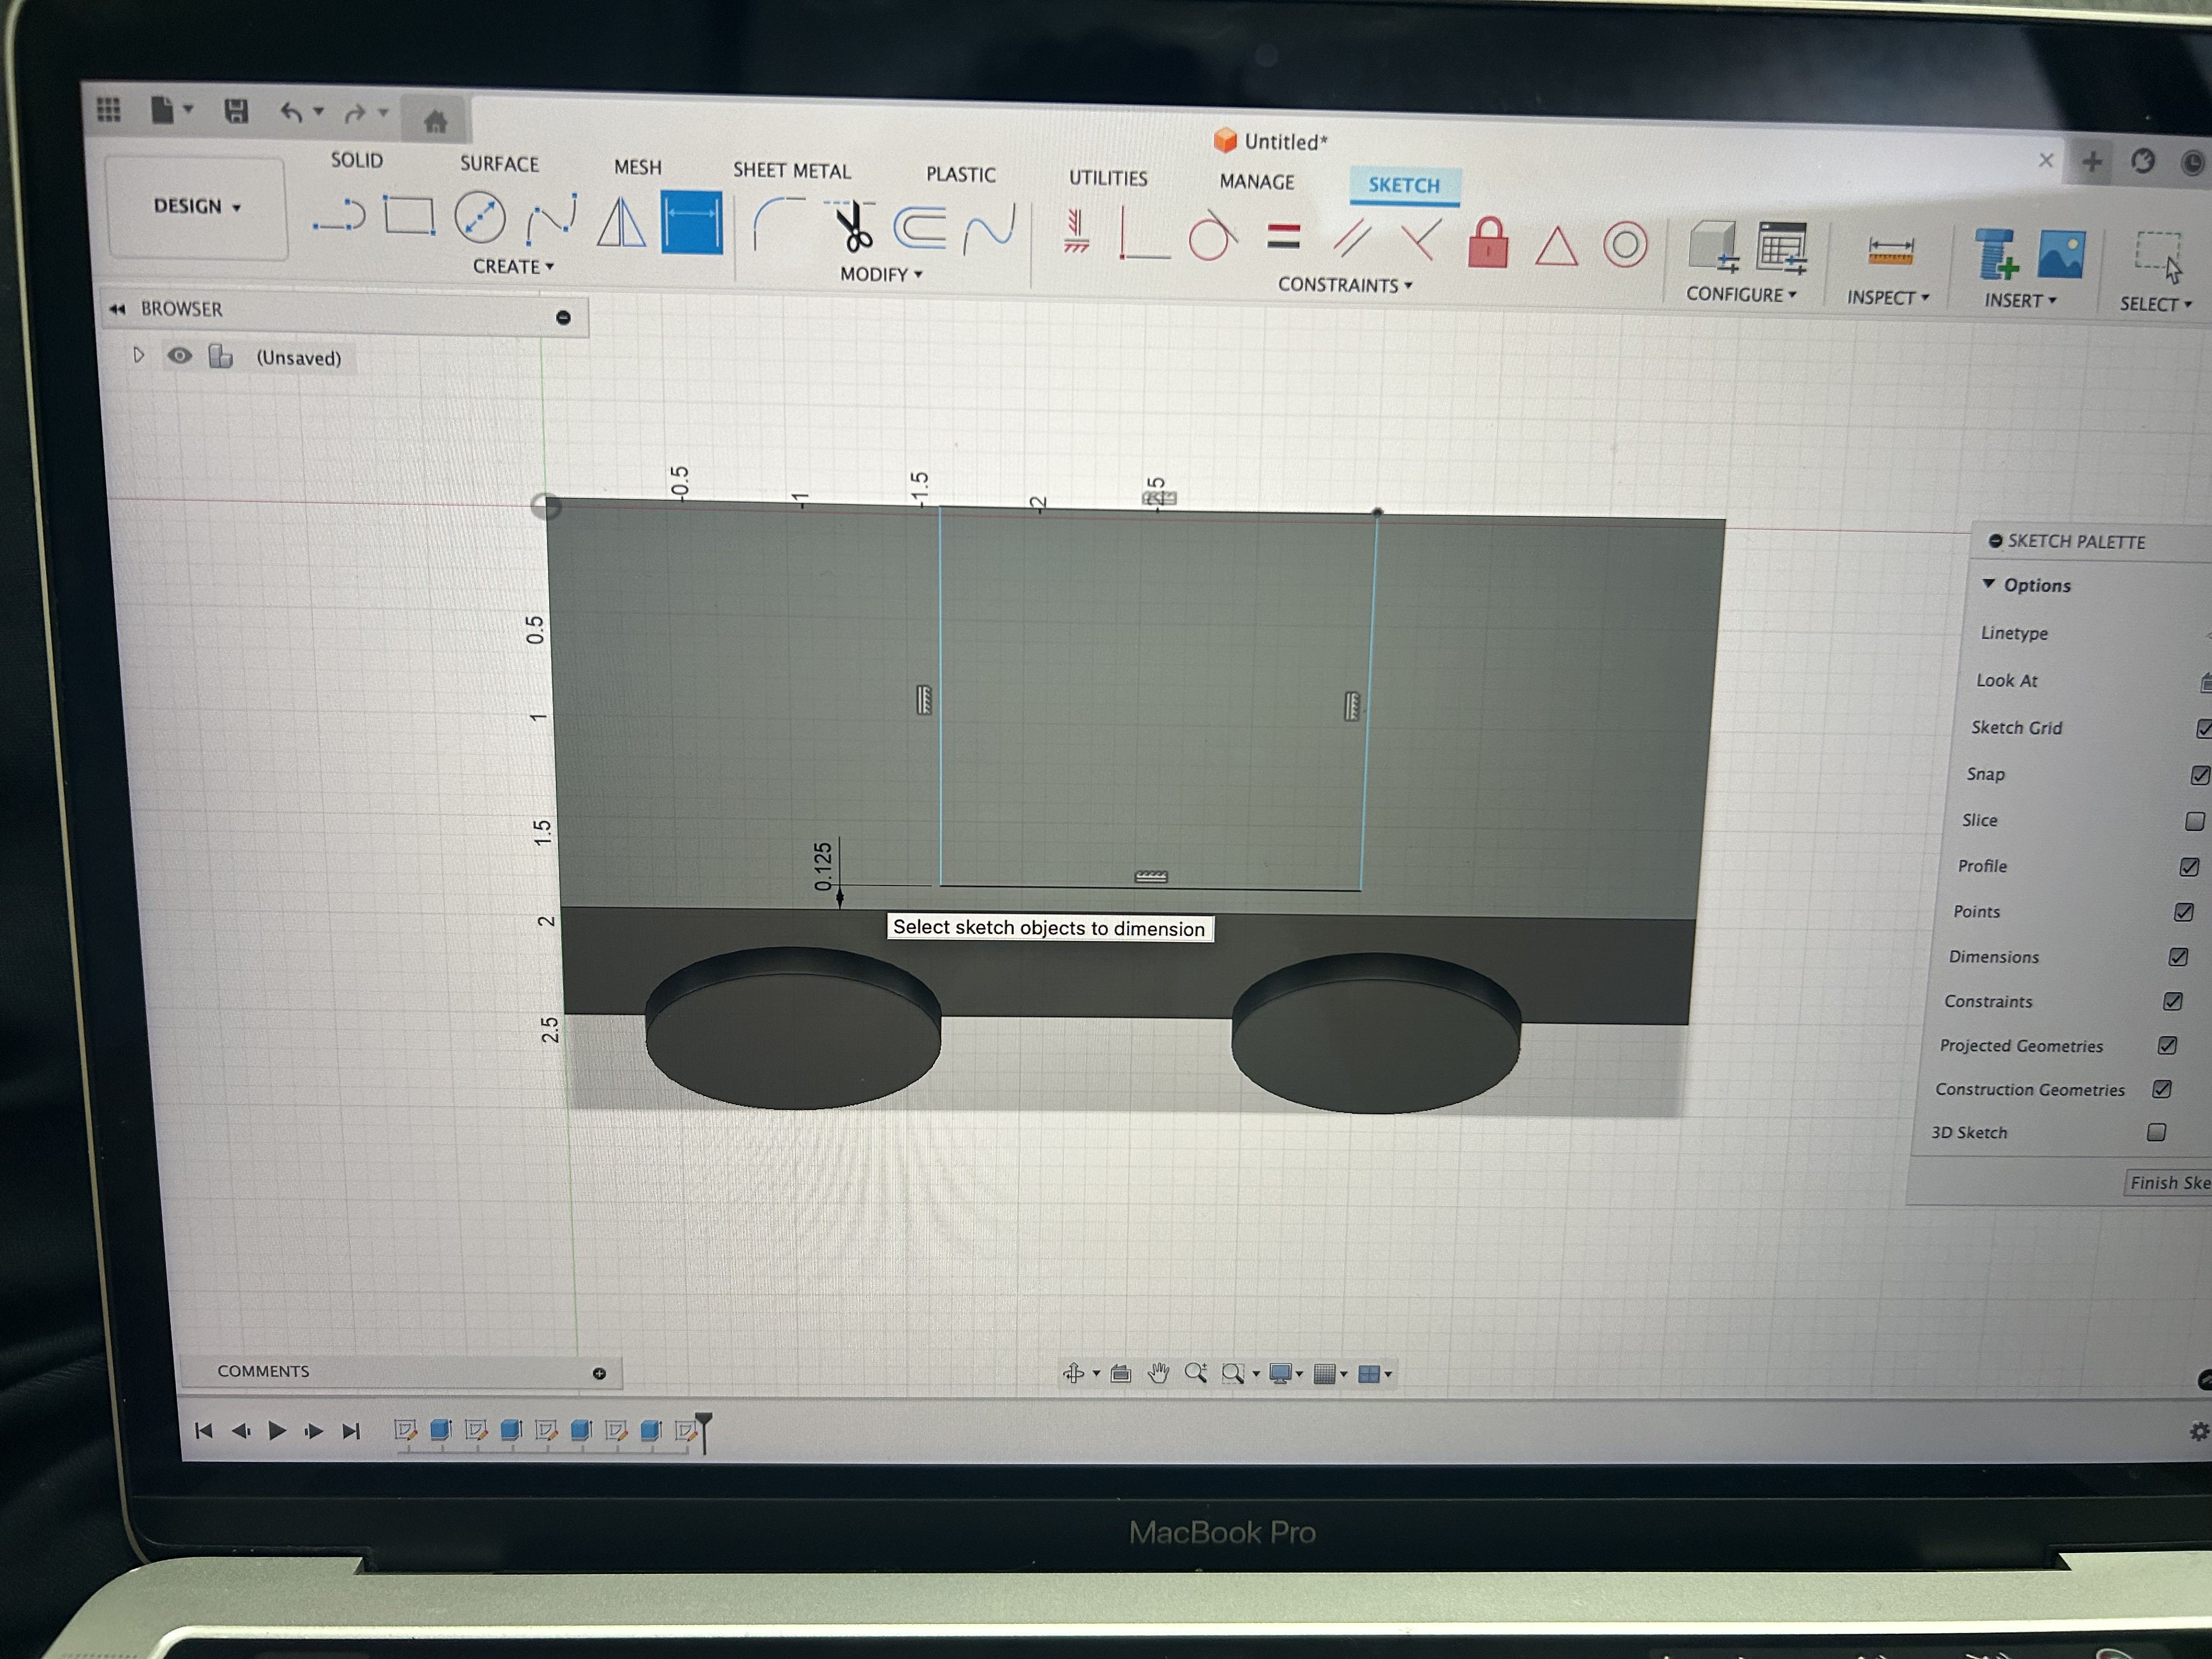 Untitled*
SOLID
SURFACE
MESH
SHEET METAL
PLASTIC
UTILITIES
MANAGE
SKETCH
DESIGN
CREATE
MODIFY
CONSTRAINTS
CONFIGURE
INSPECT
INSERT
SELECT
BROWSER
(Unsaved)
-0.5
-1
-1.5
-2
0.5
1
1.5
2
2.5
0.125
Select sketch objects to dimension
SKETCH PALETTE
Options
Linetype
Look At
Sketch Grid
Snap
Slice
Profile
Points
Dimensions
Constraints
Projected Geometries
Construction Geometries
3D Sketch
Finish Ske
COMMENTS
MacBook Pro